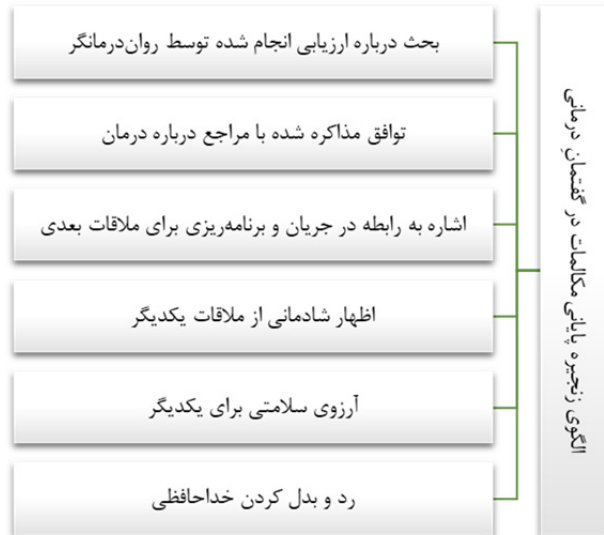 الگوی زنجیره پایانی مکالمات در گفتمانِ درمانی
بحث درباره ارزیابی انجام شده توسط روان‌درمانگر
توافق مذاکره شده با مراجع درباره درمان
اشاره به رابطه در جریان و برنامه‌ریزی برای ملاقات بعدی
اظهار شادمانی از ملاقات یکدیگر
آرزوی سلامتی برای یکدیگر
رد و بدل کردن خداحافظی